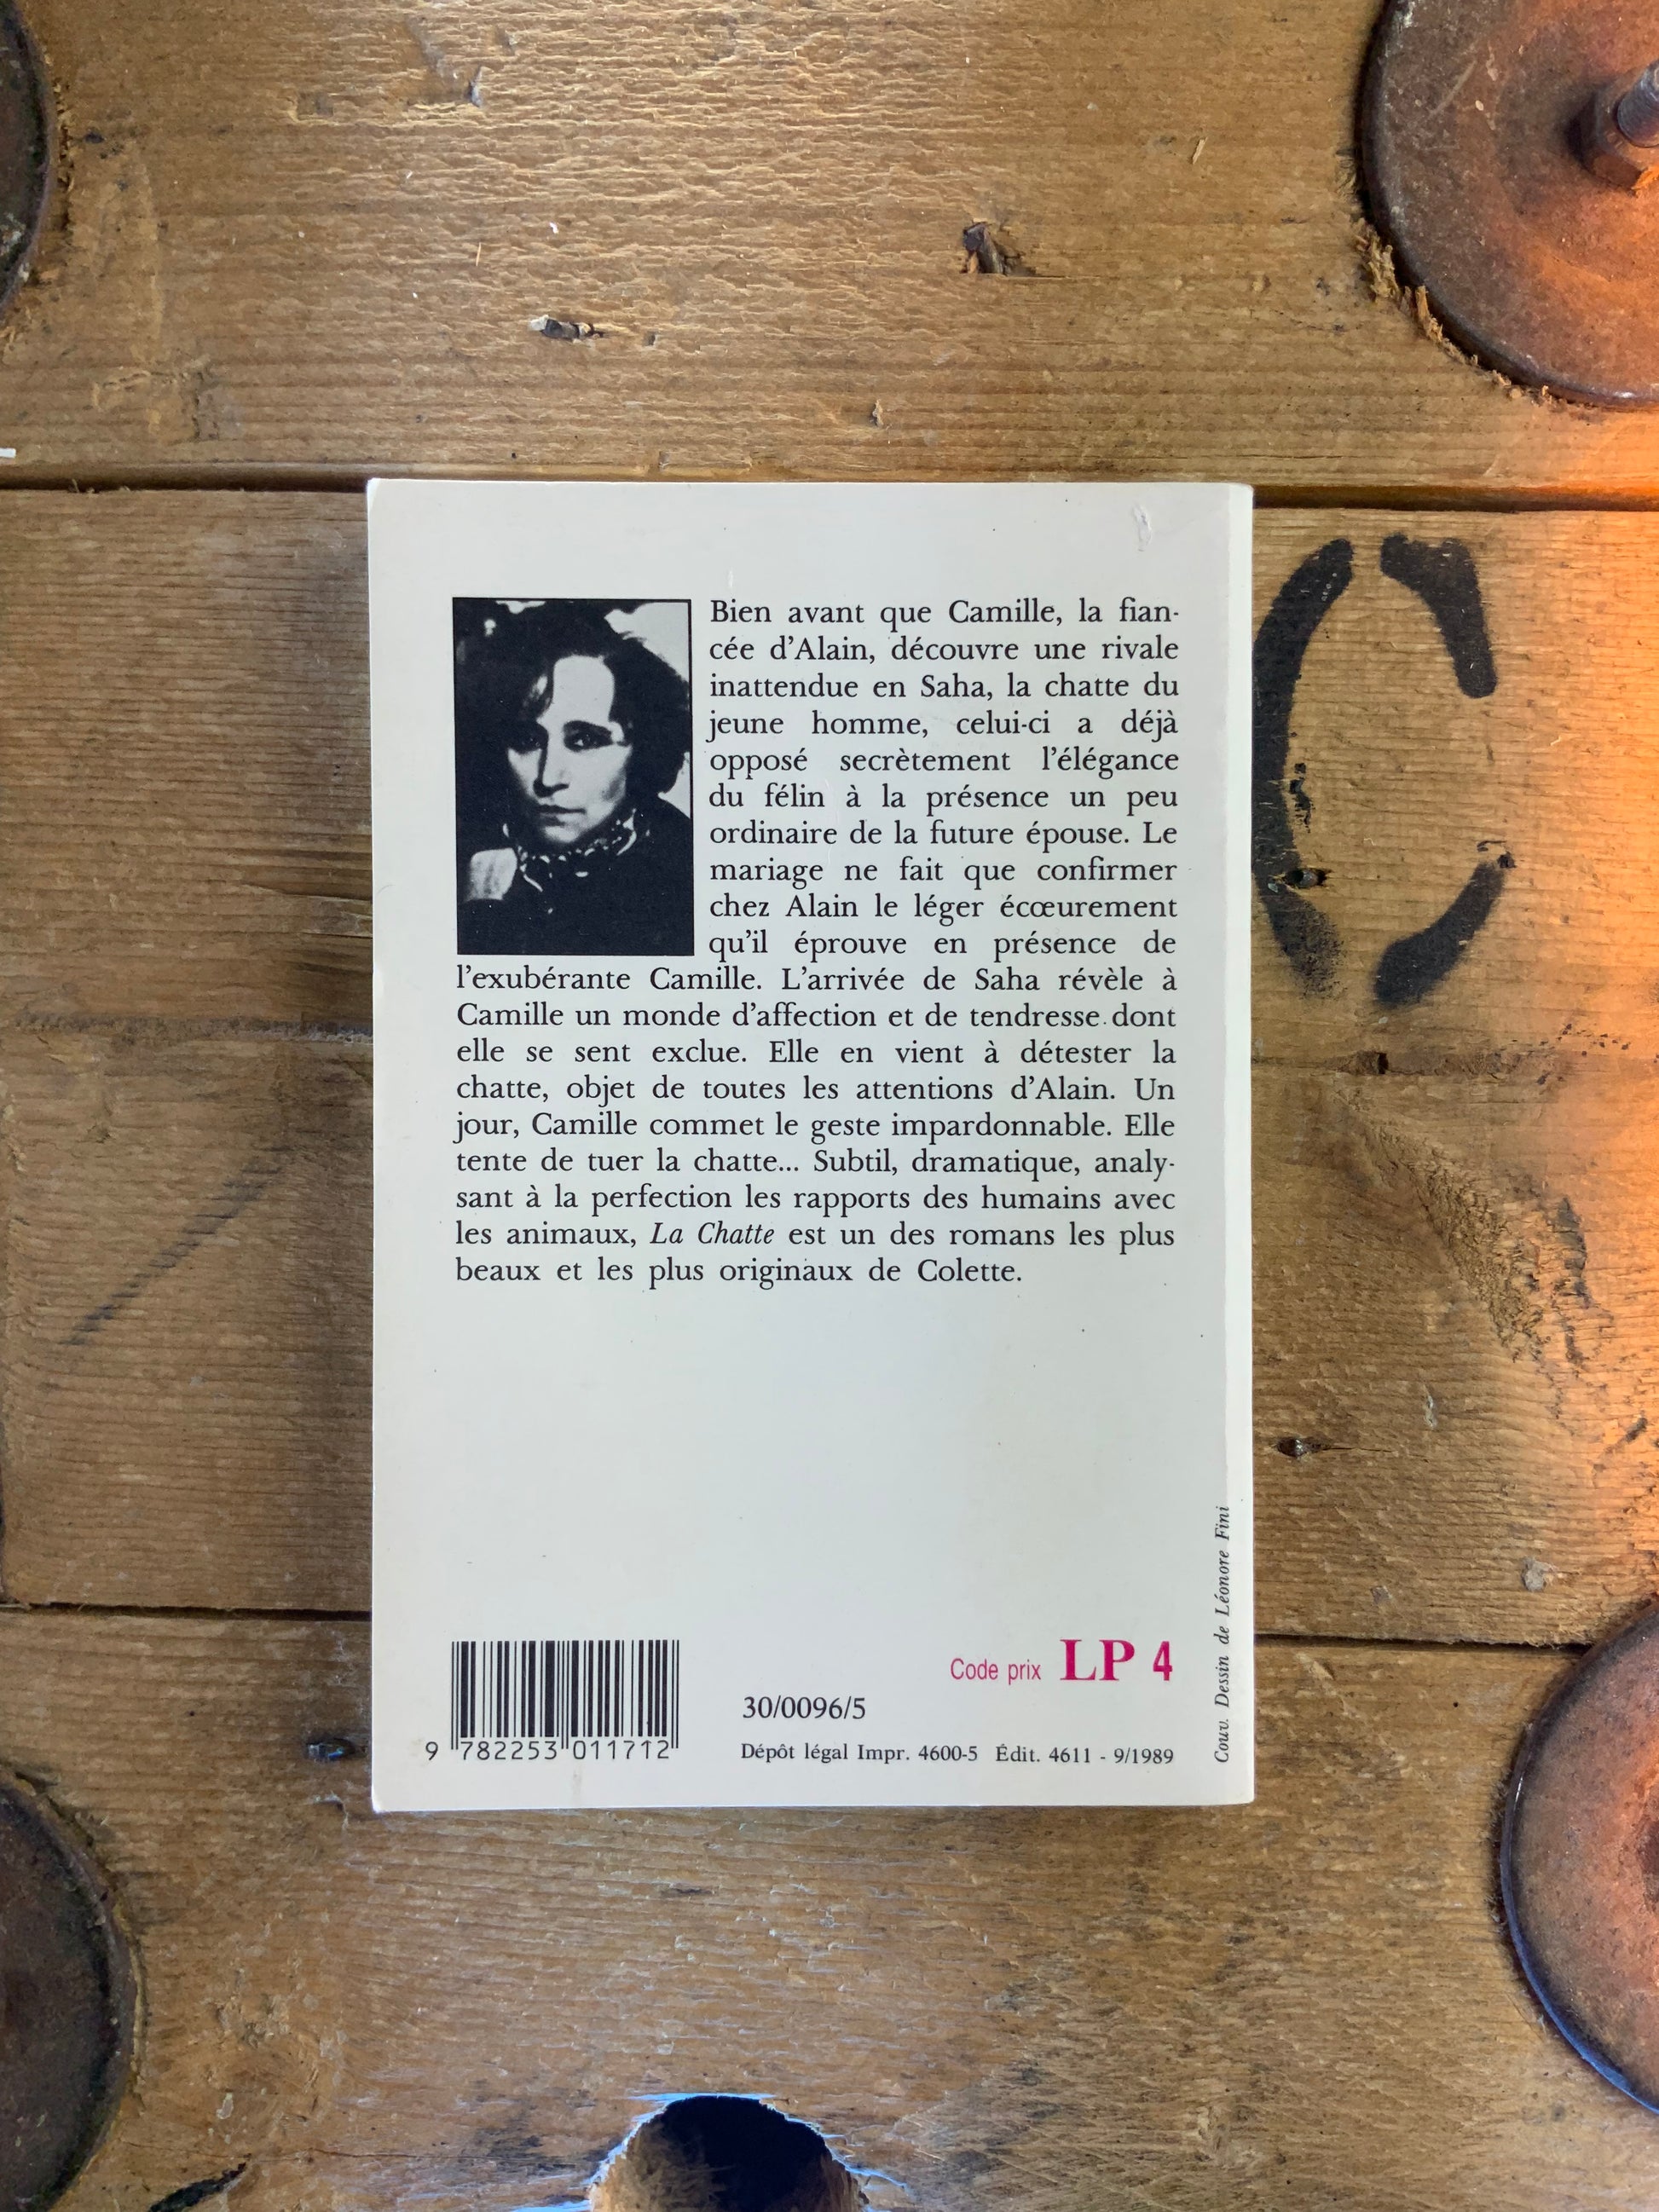 Bien avant que Camille, la fian-
cée d'Alain, découvre une rivale
inattendue en Saha, la chatte du
jeune homme, celui-ci a déjà
opposé secrètement l'élégance
du félin à la présence un peu
ordinaire de la future épouse. Le
mariage ne fait que confirmer
chez Alain le léger écœurement
qu'il éprouve en présence de
l'exubérante Camille. L'arrivée de Saha révèle à
Camille un monde d'affection et de tendresse dont
elle se sent exclue. Elle en vient à détester la
chatte, objet de toutes les attentions d'Alain. Un
jour, Camille commet le geste impardonnable. Elle
tente de tuer la chatte... Subtil, dramatique, analy-
sant à la perfection les rapports des humains avec
les animaux, La Chatte est un des romans les plus
beaux et les plus originaux de Colette.
Couv. Dessin de Léonore Fini
Code prix LP 4
30/0096/5
Dépôt légal Impr. 4600-5 Édit. 4611 - 9/1989
9 782253 011712
C